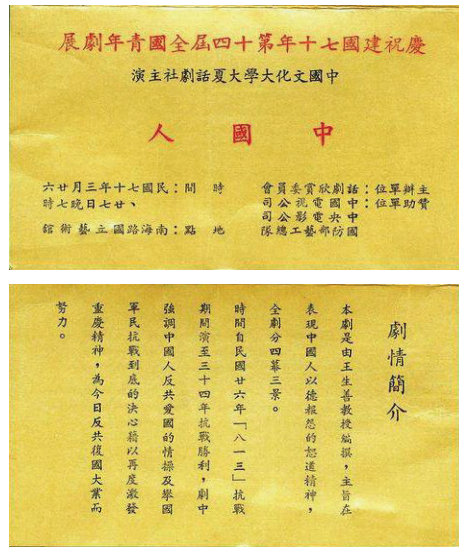 慶祝建國七十年第十四屆全國青年劇展
中國文化大學大夏話劇社主演
中國人
主辦單位：話劇欣賞委員會
贊助單位：中國電視公司
中央電影公司
國防部藝工總隊
時間：民國七十年三月廿六
、廿七日晚七時
地點：南海路國立藝術館
劇情簡介
本劇是由王生善教授編撰，主旨在
表現中國人以德報怨的恕道精神，
全劇分四幕三景。
時間自民國廿六年「八一三」抗戰
期間演至三十四年抗戰勝利，劇中
強調中國人反共愛國的情操及舉國
軍民抗戰到底的決心藉以再度激發
重慶精神，為今日反共復國大業而
努力。